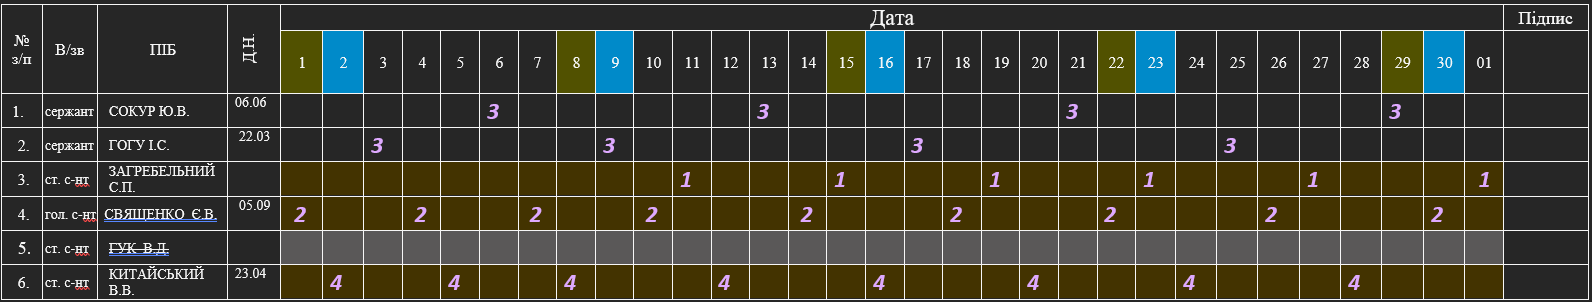 № з/п В/зв ПІБ Д.Н. Дата Підпис
1 2 3 4 5 6 7 8 9 10 11 12 13 14 15 16 17 18 19 20 21 22 23 24 25 26 27 28 29 30 01
1. сержант СОКУР Ю.В. 06.06 3 3 3 3
2. сержант ГОГУ І.С. 22.03 3 3 3 3
3. ст. с-нт ЗАГРЕБЕЛЬНИЙ С.П. 1 1 1 1 1 1
4. гол. с-нт СВЯЩЕНКО Є.В. 05.09 2 2 2 2 2 2 2 2 2
5. ст. с-нт ГУК В.Д.
6. ст. с-нт КИТАЙСЬКИЙ В.В. 23.04 4 4 4 4 4 4 4 4